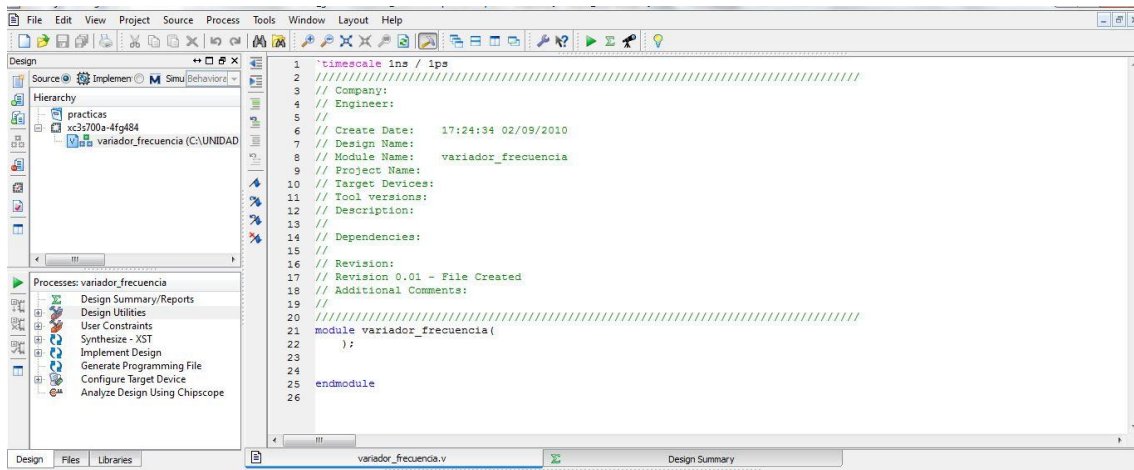 File Edit View Project Source Process Tools Window Layout Help
Design
Source Implemen Simu Behaviora
Hierarchy
practicas
xc3s700a-4fg484
variador_frecuencia (C:\UNIDAD
Processes: variador_frecuencia
Design Summary/Reports
Design Utilities
User Constraints
Synthesize - XST
Implement Design
Generate Programming File
Configure Target Device
Analyze Design Using Chipscope
Design Files Libraries
1 `timescale 1ns / 1ps
2 //////////////////////////////////////////////////////////////////////////////////
3 // Company:
4 // Engineer:
5 //
6 // Create Date:    17:24:34 02/09/2010
7 // Design Name:
8 // Module Name:    variador_frecuencia
9 // Project Name:
10 // Target Devices:
11 // Tool versions:
12 // Description:
13 //
14 // Dependencies:
15 //
16 // Revision:
17 // Revision 0.01 - File Created
18 // Additional Comments:
19 //
20 //////////////////////////////////////////////////////////////////////////////////
21 module variador_frecuencia(
22     );
23
24
25 endmodule
26
variador_frecuencia.v Design Summary